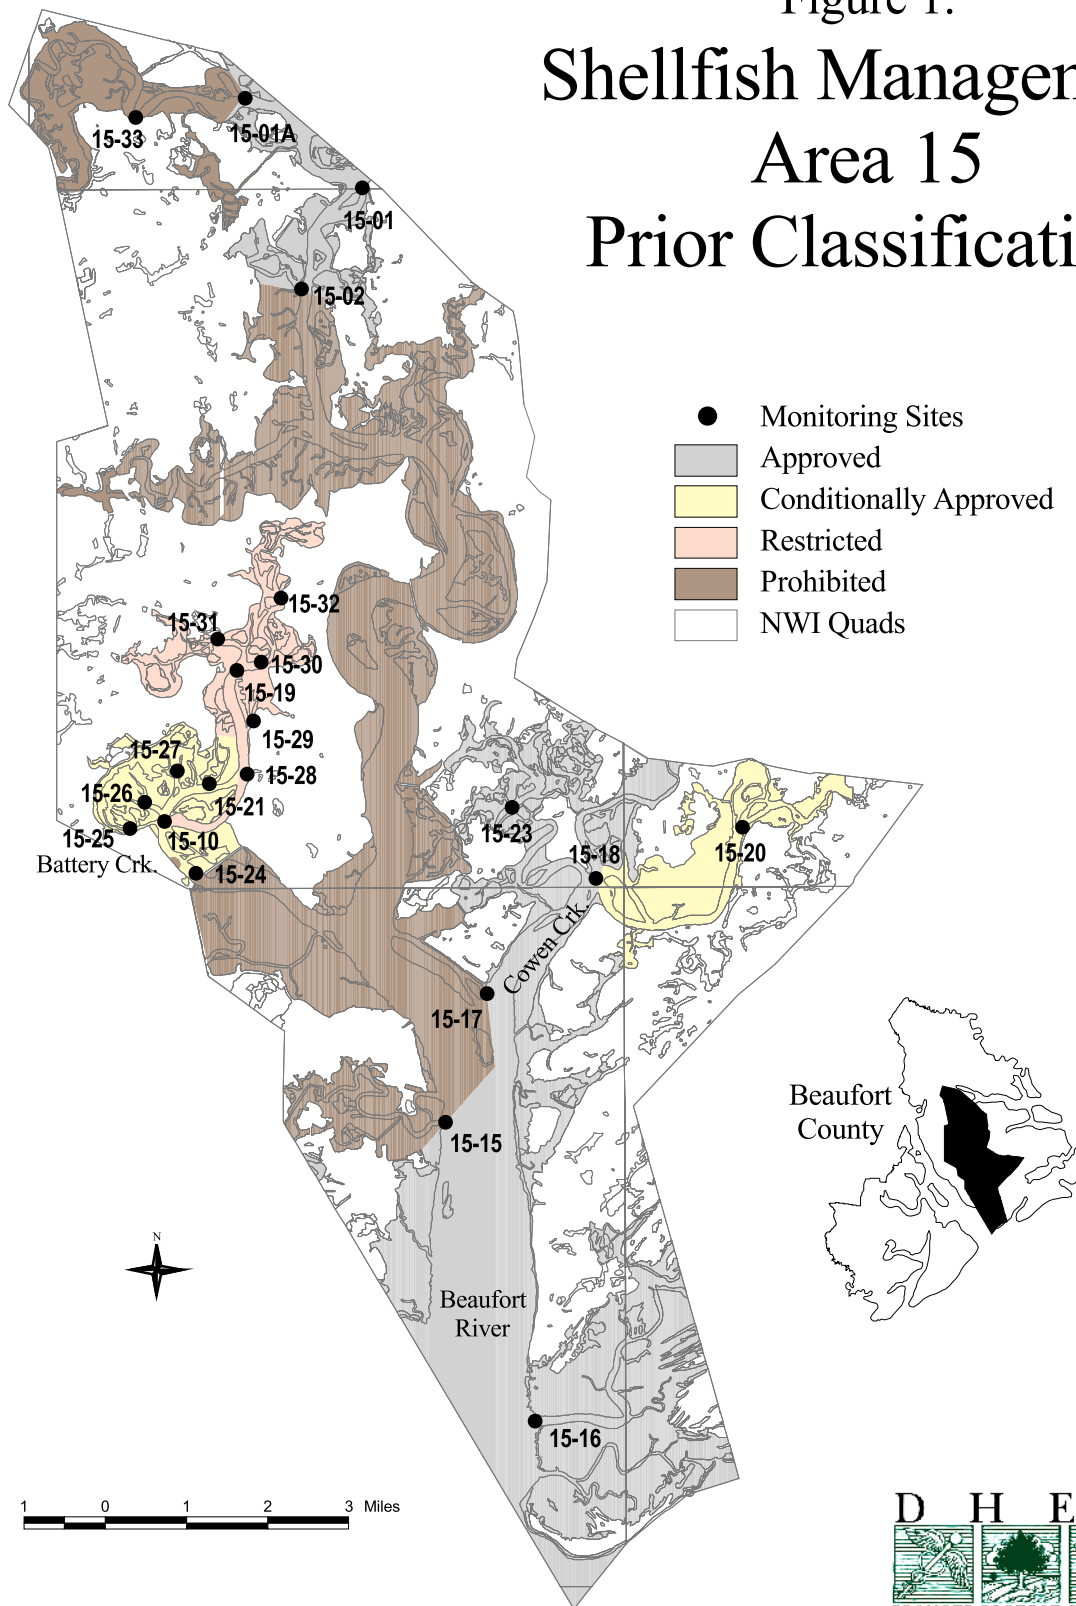 Figure 1.
Shellfish Managem
Area 15
Prior Classificati
15-33
15-01A
15-01
15-02
Monitoring Sites
Approved
Conditionally Approved
Restricted
Prohibited
NWI Quads
15-32
15-31
15-30
15-19
15-29
15-27
15-28
15-26
15-21
15-25
15-10
Battery Crk.
15-24
15-23
15-18
15-20
Cowen Crk.
15-17
15-15
Beaufort
County
N
Beaufort
River
15-16
1 0 1 2 3 Miles
D H E